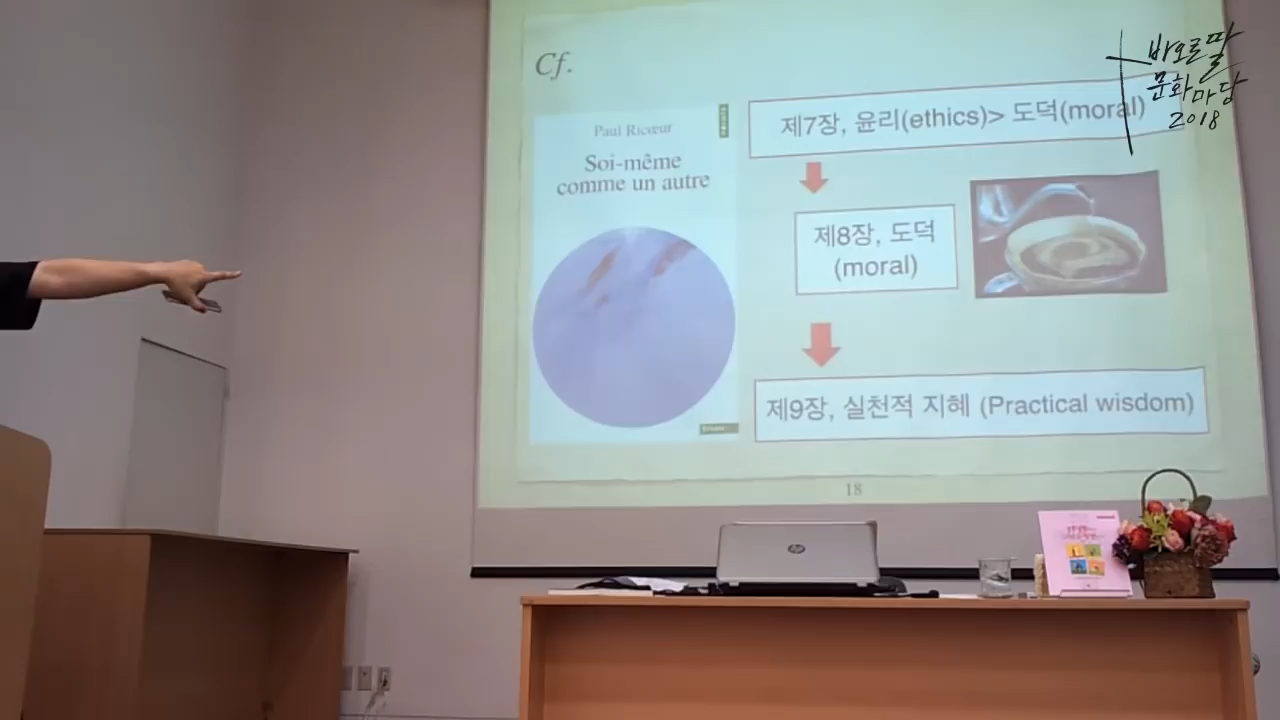 Cf.
Paul Ricœur
Soi-même
comme un autre
제7장, 윤리(ethics)> 도덕(moral)
제8장, 도덕
(moral)
제9장, 실천적 지혜 (Practical wisdom)
18
바오로딸
문화마당
2018
hp